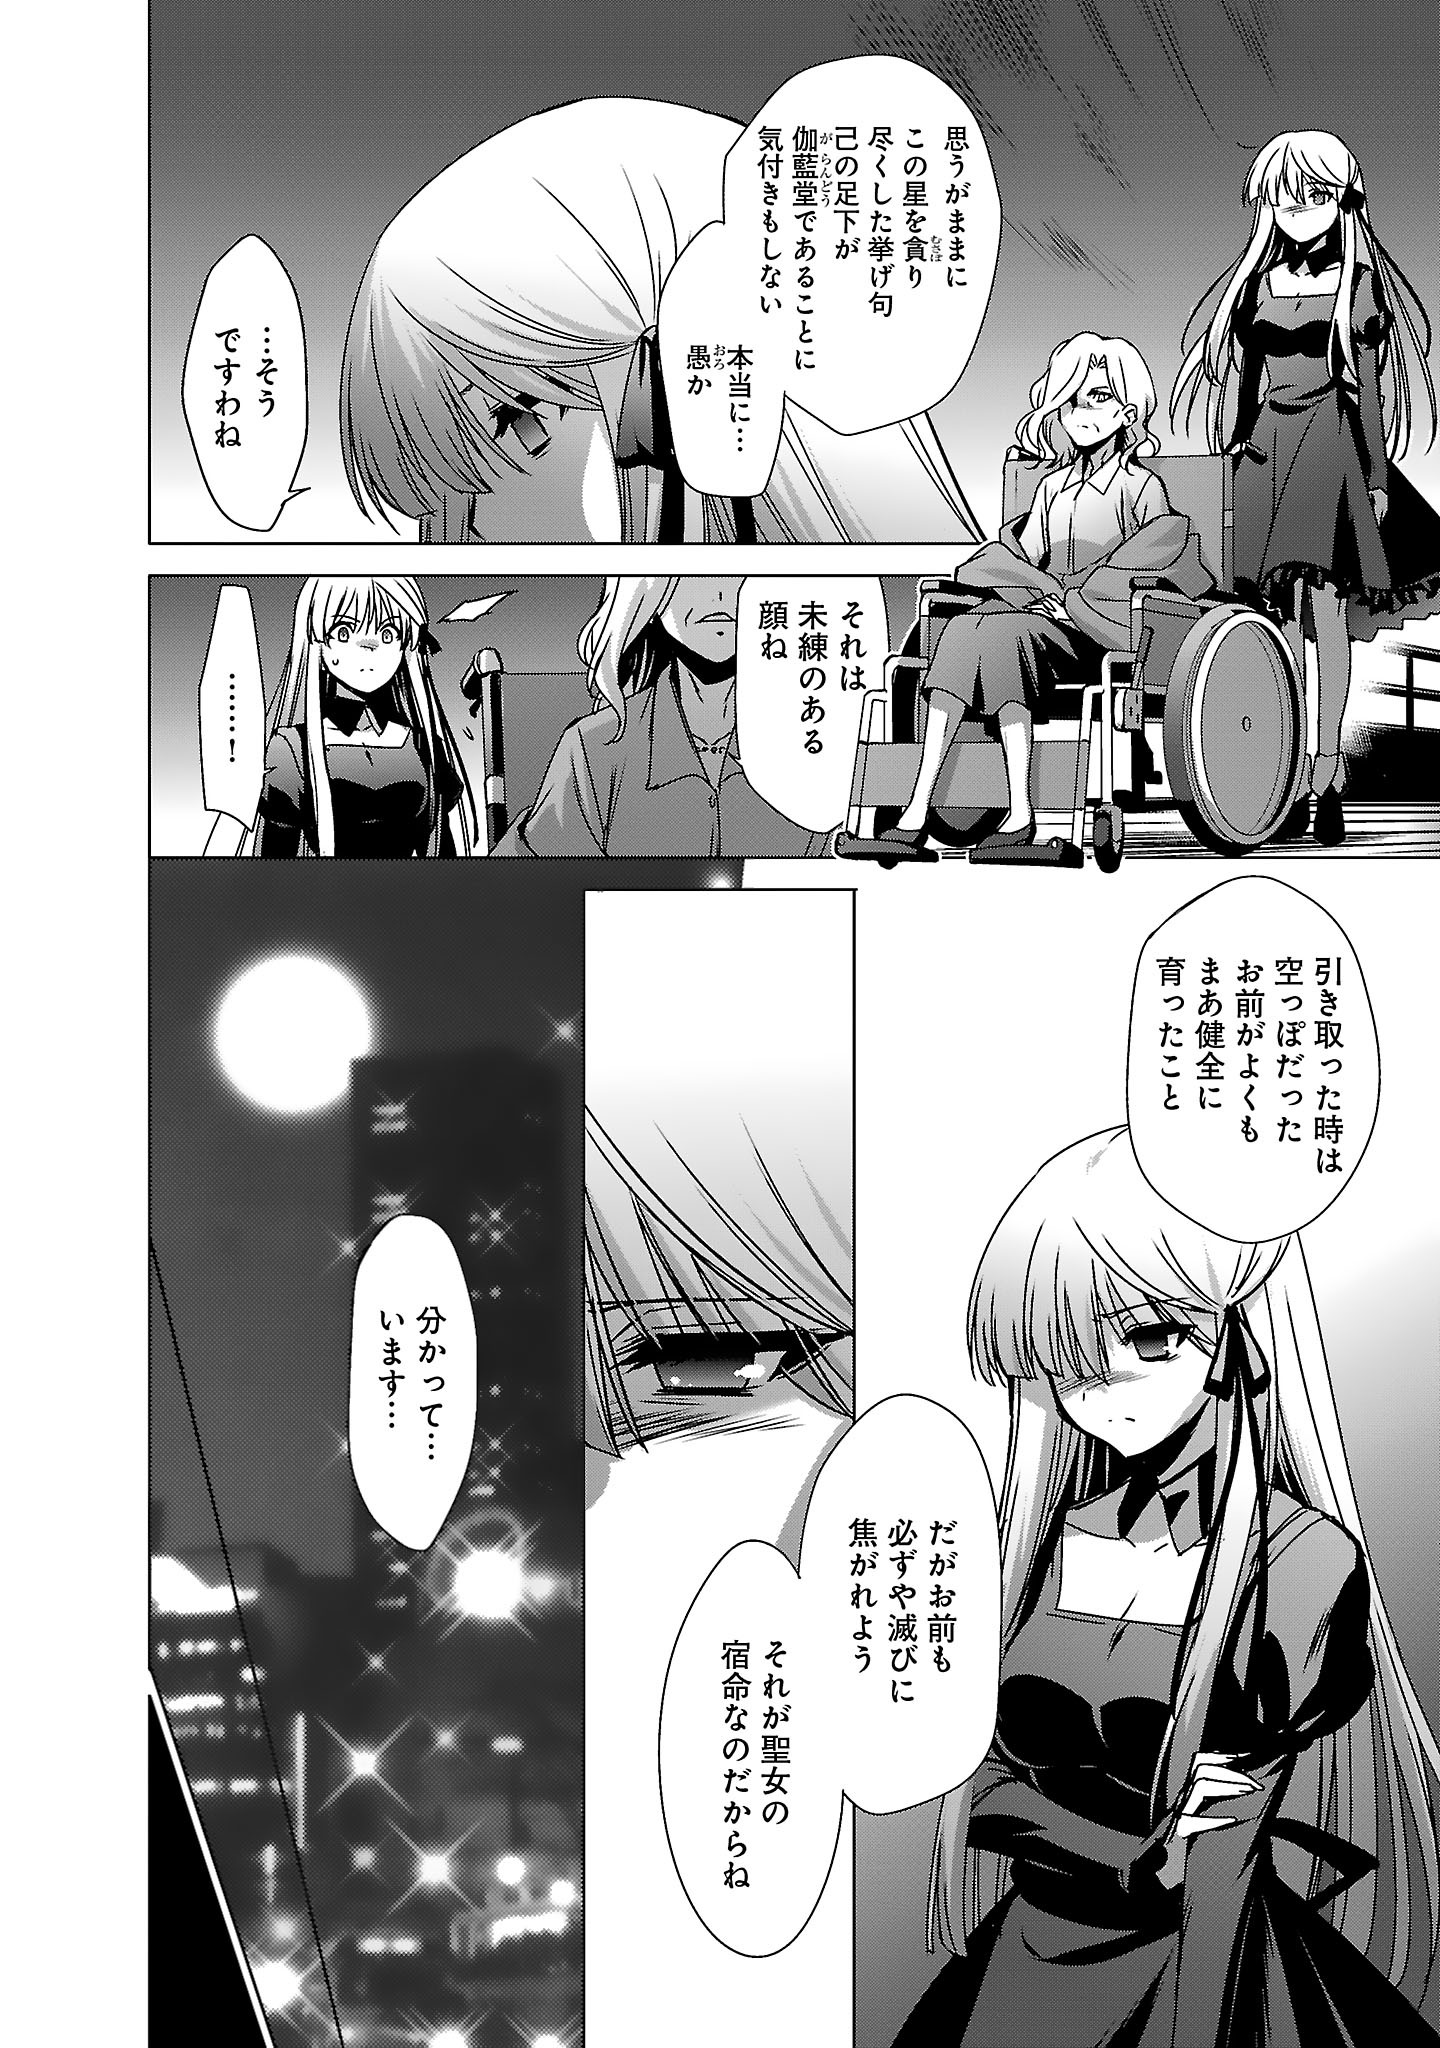 思うがままに
この星を貪り
尽くした挙げ句
己の足下が
伽藍堂であることに
気付きもしない
本当に…
愚か
…そう
ですわね
それは
未練のある
顔ね
……!
引き取った時は
空っぽだった
お前がよくも
まあ健全に
育ったこと
だがお前も
必ずや滅びに
焦がれよう
それが聖女の
宿命なのだからね
分かって…
います…